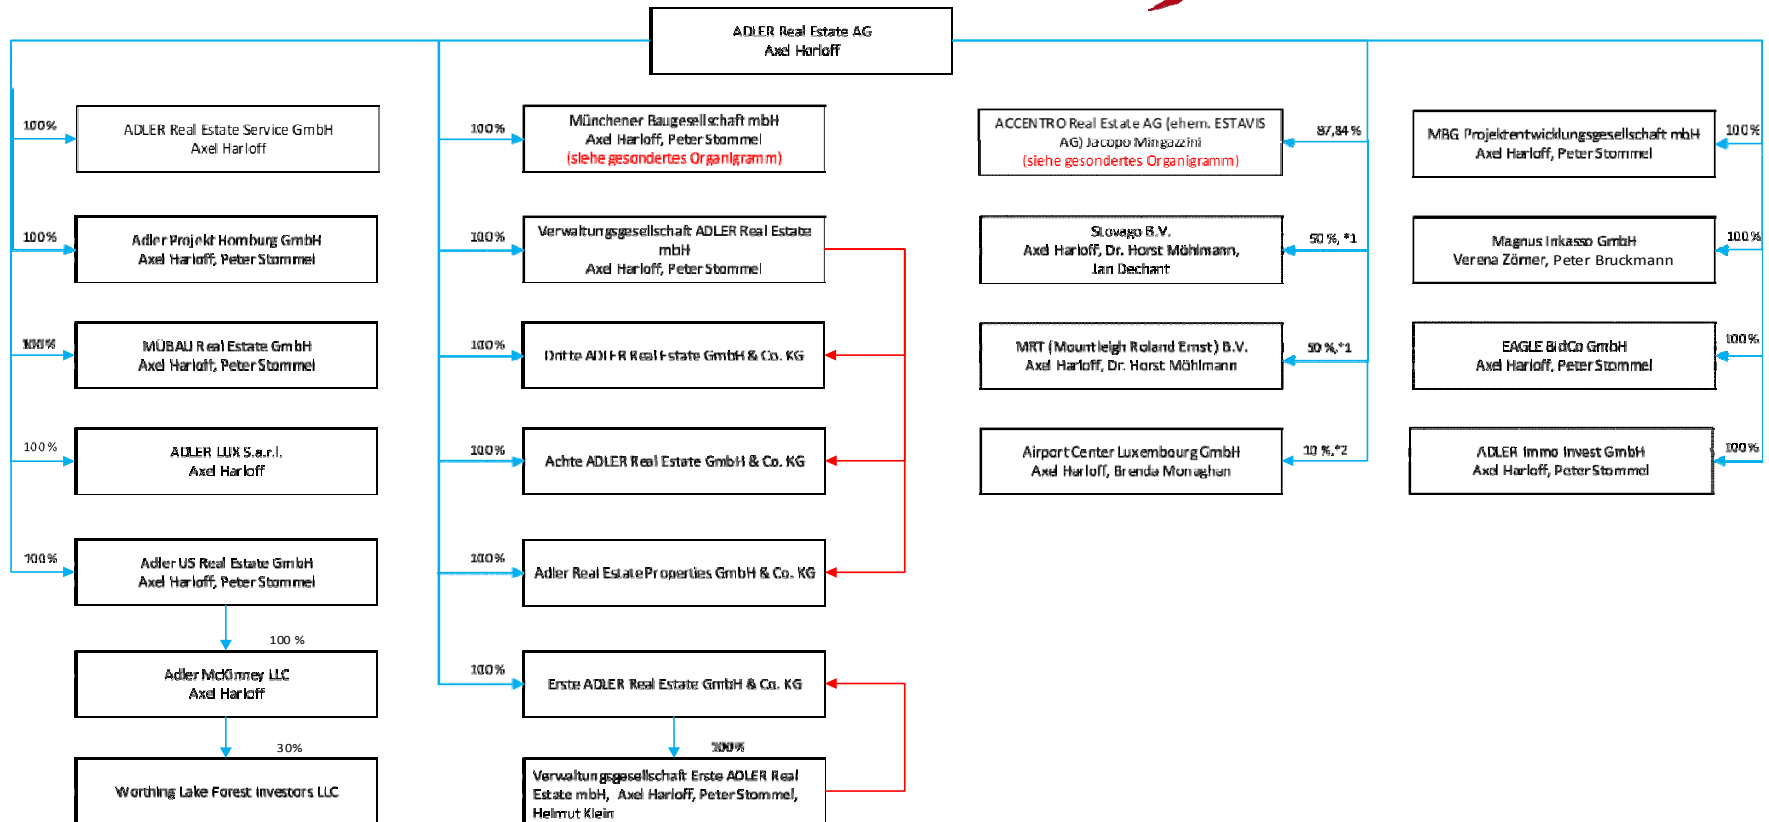 ADLER Real Estate AG
Axel Harloff
100%
ADLER Real Estate Service GmbH
Axel Harloff
100%
Adler Projekt Homburg GmbH
Axel Harloff, Peter Stommel
100%
MÜBAU Real Estate GmbH
Axel Harloff, Peter Stommel
100%
ADLER LUX S.a.r.l.
Axel Harloff
100%
Adler US Real Estate GmbH
Axel Harloff, Peter Stommel
100 %
Adler McKinney LLC
Axel Harloff
30%
Worthing Lake Forest Investors LLC
100%
Münchener Baugesellschaft mbH
Axel Harloff, Peter Stommel
(siehe gesondertes Organigramm)
100%
Verwaltungsgesellschaft ADLER Real Estate
mbH
Axel Harloff, Peter Stommel
100%
Dritte ADLER Real Estate GmbH & Co. KG
100%
Achte ADLER Real Estate GmbH & Co. KG
100%
Adler Real Estate Properties GmbH & Co. KG
100%
Erste ADLER Real Estate GmbH & Co. KG
100%
Verwaltungsgesellschaft Erste ADLER Real
Estate mbH, Axel Harloff, Peter Stommel,
Helmut Klein
ACCENTRO Real Estate AG (ehem. ESTAVIS
AG) Jacopo Mingazzini
(siehe gesondertes Organigramm)
87,84%
Slovago B.V.
Axel Harloff, Dr. Horst Möhlmann,
Jan Dechant
50%, *1
MRT (Mountleigh Roland Ernst) B.V.
Axel Harloff, Dr. Horst Möhlmann
50%,*1
Airport Center Luxembourg GmbH
Axel Harloff, Brenda Monaghan
10%,*2
MBG Projektentwicklungsgesellschaft mbH
Axel Harloff, Peter Stommel
100%
Magnus Inkasso GmbH
Verena Zörner, Peter Bruckmann
100%
EAGLE BidCo GmbH
Axel Harloff, Peter Stommel
100%
ADLER Immo Invest GmbH
Axel Harloff, Peter Stommel
100%